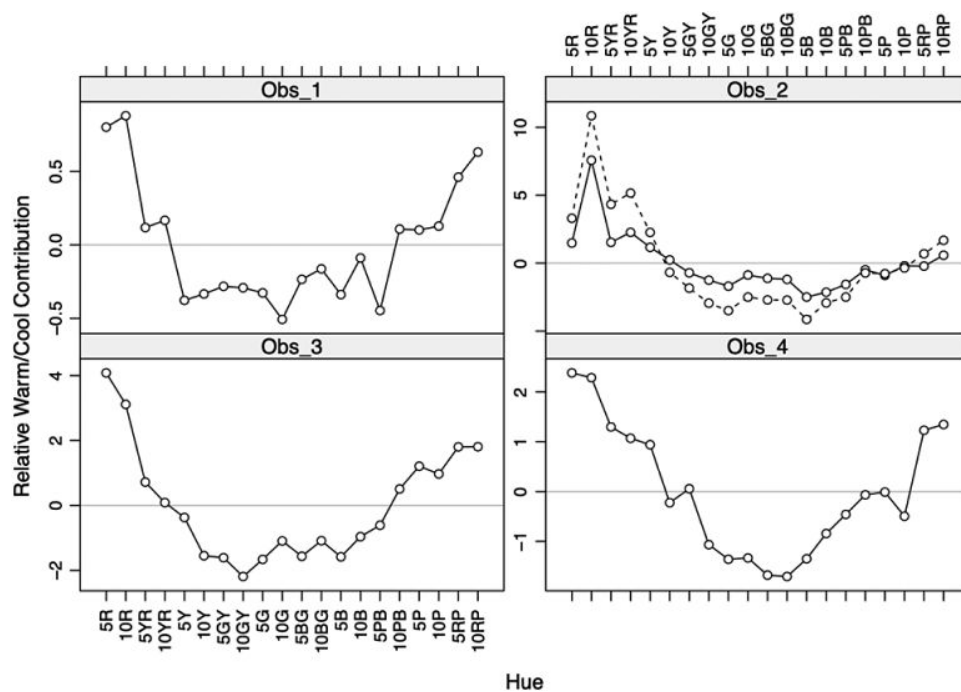 5R 10R 5YR 10YR 5Y 10Y 5GY 10GY 5G 10G 5BG 10BG 5B 10B 5PB 10PB 5P 10P 5RP 10RP
Obs_1
Obs_2
Relative Warm/Cool Contribution
0.5
0.0
-0.5
10
5
0
Obs_3
Obs_4
4
2
0
-2
2
1
0
-1
5R 10R 5YR 10YR 5Y 10Y 5GY 10GY 5G 10G 5BG 10BG 5B 10B 5PB 10PB 5P 10P 5RP 10RP
Hue